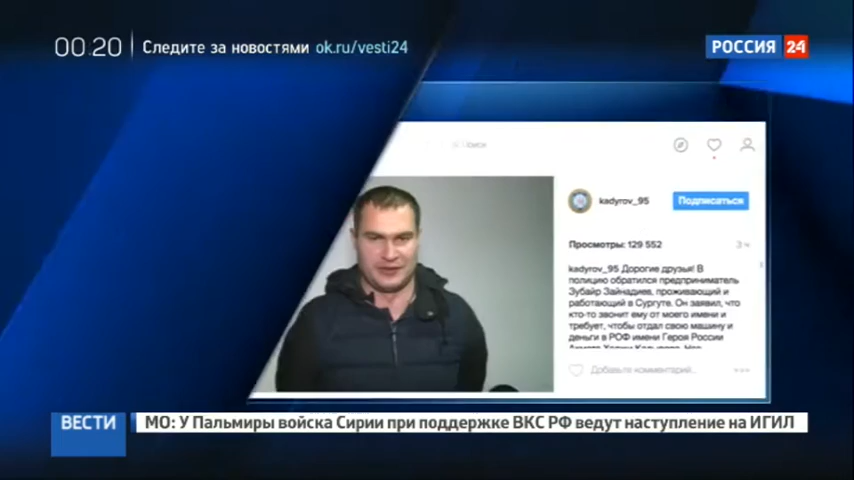 00:20
Следите за новостями ok.ru/vesti24
РОССИЯ 24
kadyrov_95
Подписаться
Просмотры: 129 552
3 ч
kadyrov_95 Дорогие друзья! В
полицию обратился предприниматель
Зубайр Зайнадиев, проживающий и
работающий в Сургуте. Он заявил, что
кто-то звонит ему от моего имени и
требует, чтобы отдал свою машину и
деньги в РОФ имени Героя России
Добавьте комментарий...
ВЕСТИ
МО: У Пальмиры войска Сирии при поддержке ВКС РФ ведут наступление на ИГИЛ